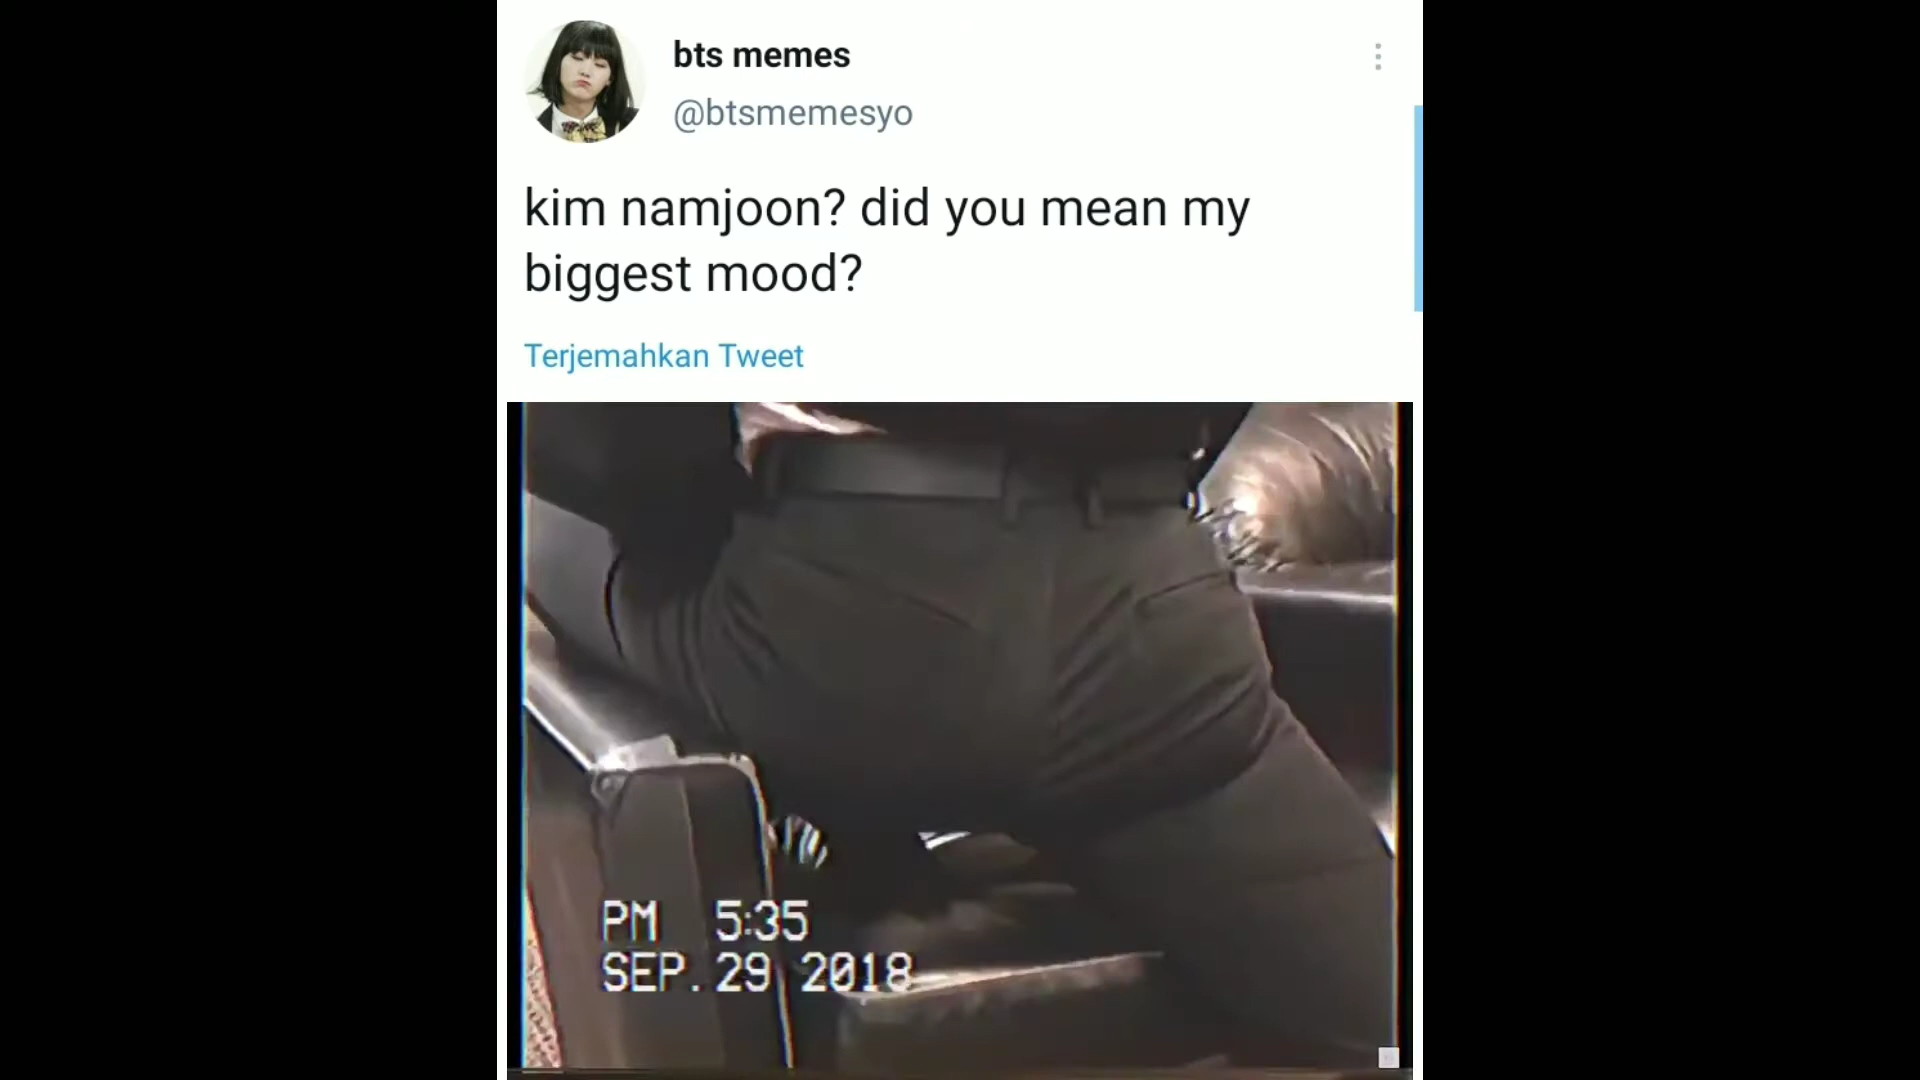 bts memes
@btsmemesyo
kim namjoon? did you mean my
biggest mood?
Terjemahkan Tweet
PM 5:35
SEP. 29 2018